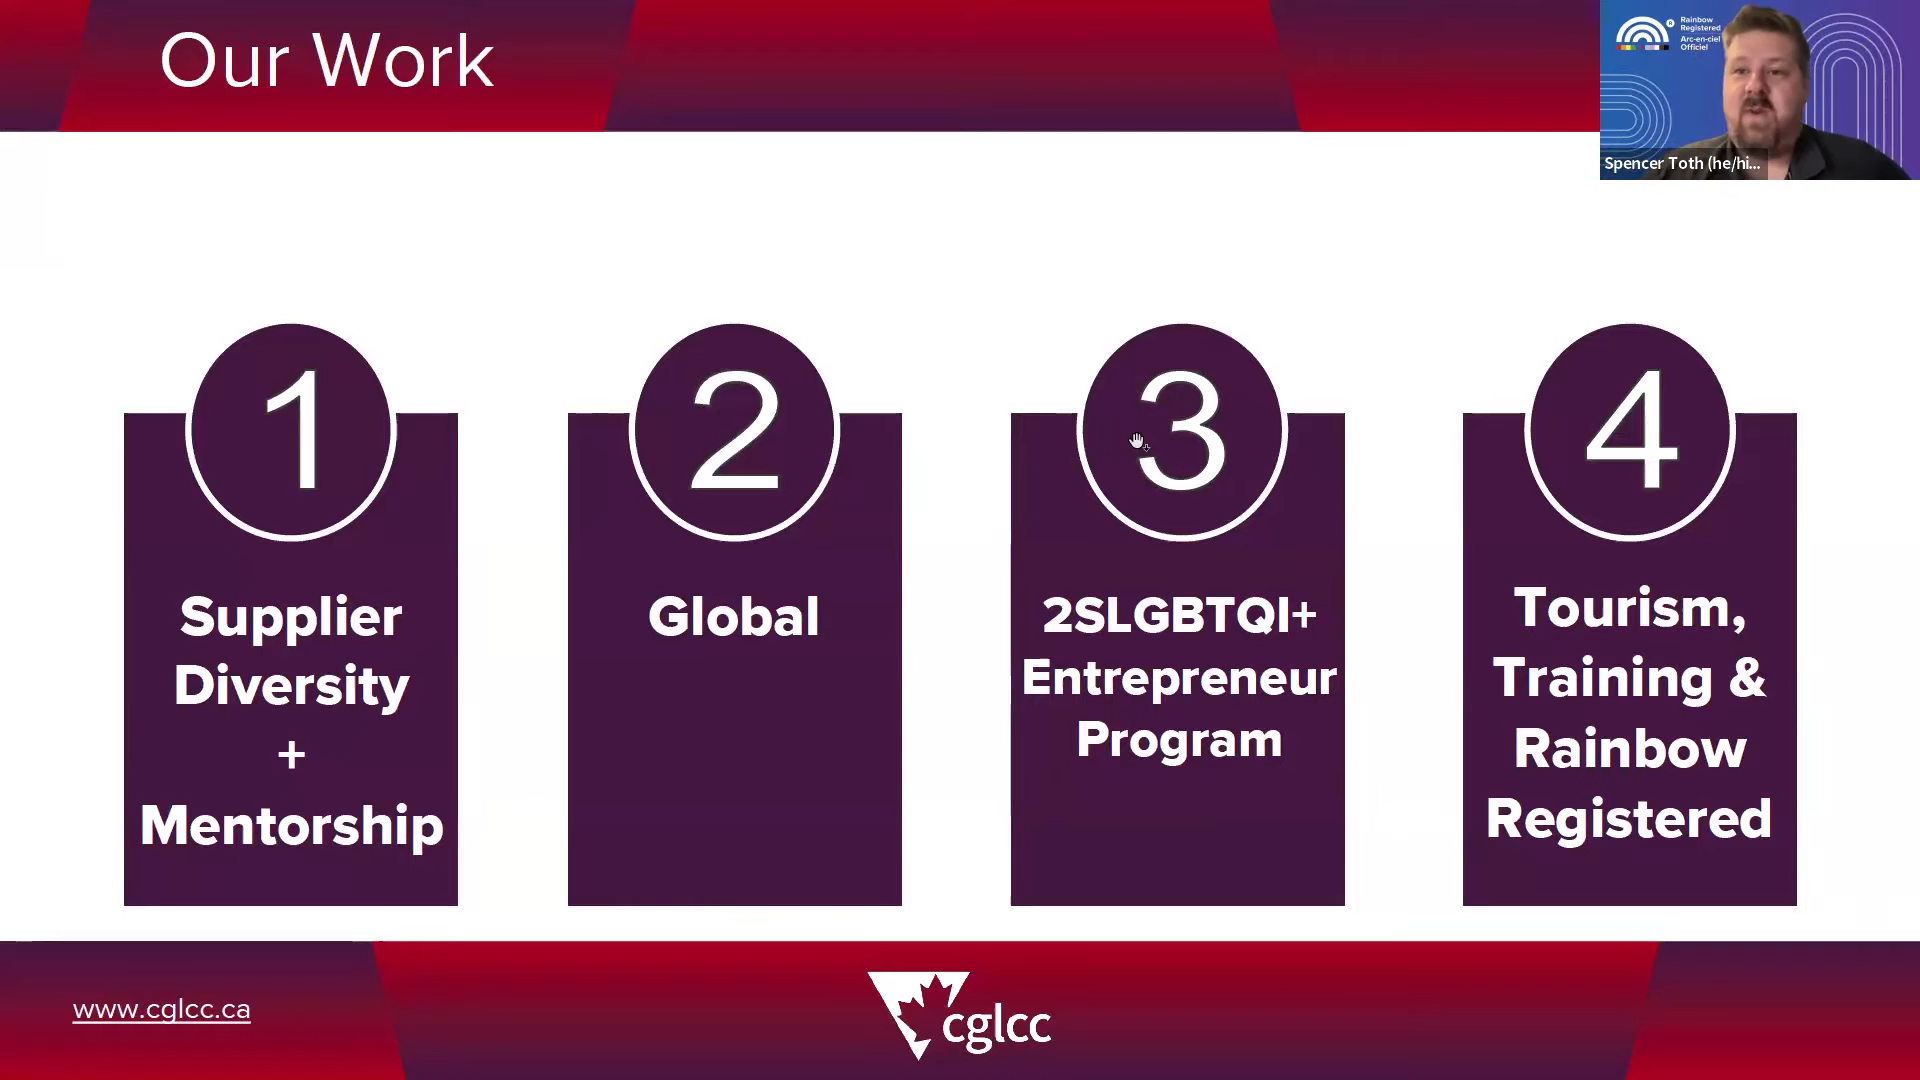 Our Work
Rainbow
Registered
Arc-en-ciel
Officiel
Spencer Toth (he/hi...
1
Supplier
Diversity
+
Mentorship
2
Global
3
2SLGBTQI+
Entrepreneur
Program
4
Tourism,
Training &
Rainbow
Registered
www.cglcc.ca
cglcc